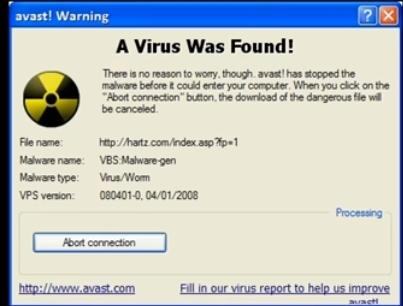 avast! Warning
A Virus Was Found!
There is no reason to worry, though. avast! has stopped the
malware before it could enter your computer. When you click on the
"Abort connection" button, the download of the dangerous file will
be canceled.
File name: http://hartz.com/index.asp?fp=1
Malware name: VBS:Malware-gen
Malware type: Virus/Worm
VPS version: 080401-0, 04/01/2008
Processing
Abort connection
http://www.avast.com Fill in our virus report to help us improve
avast!